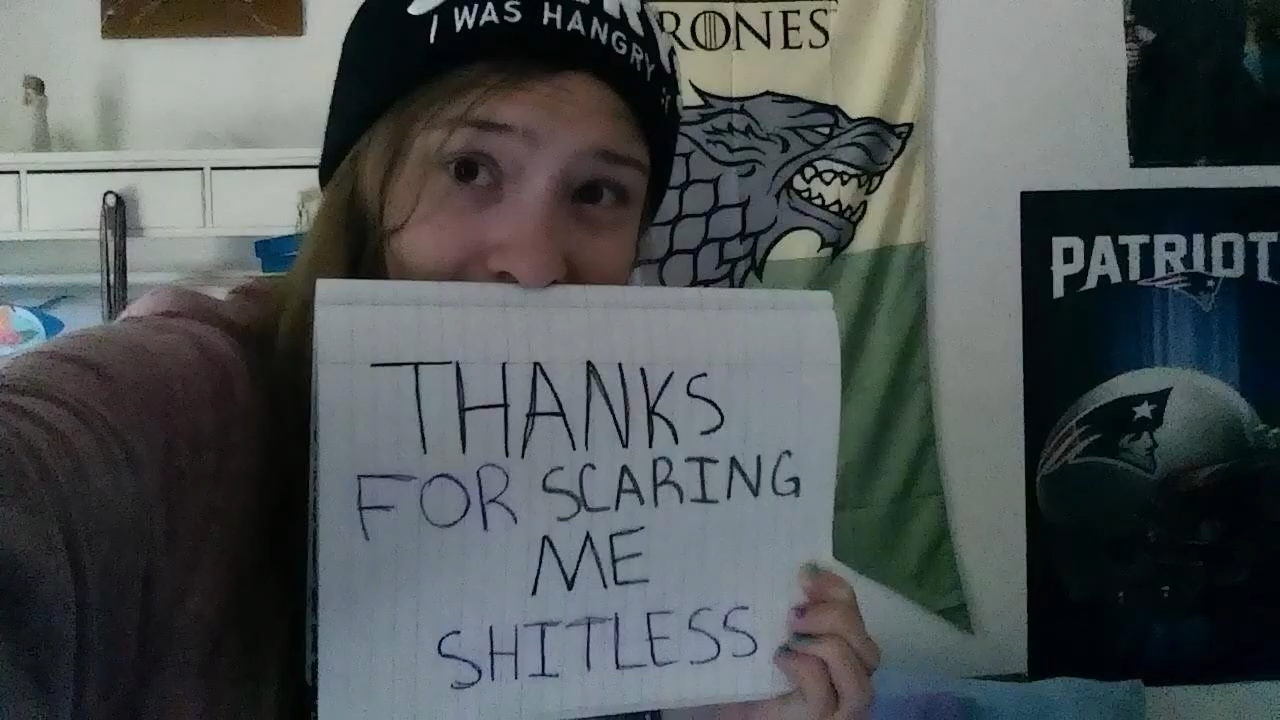 I WAS HANGRY
RONES
PATRIOT
THANKS
FOR SCARING
ME
SHITLESS